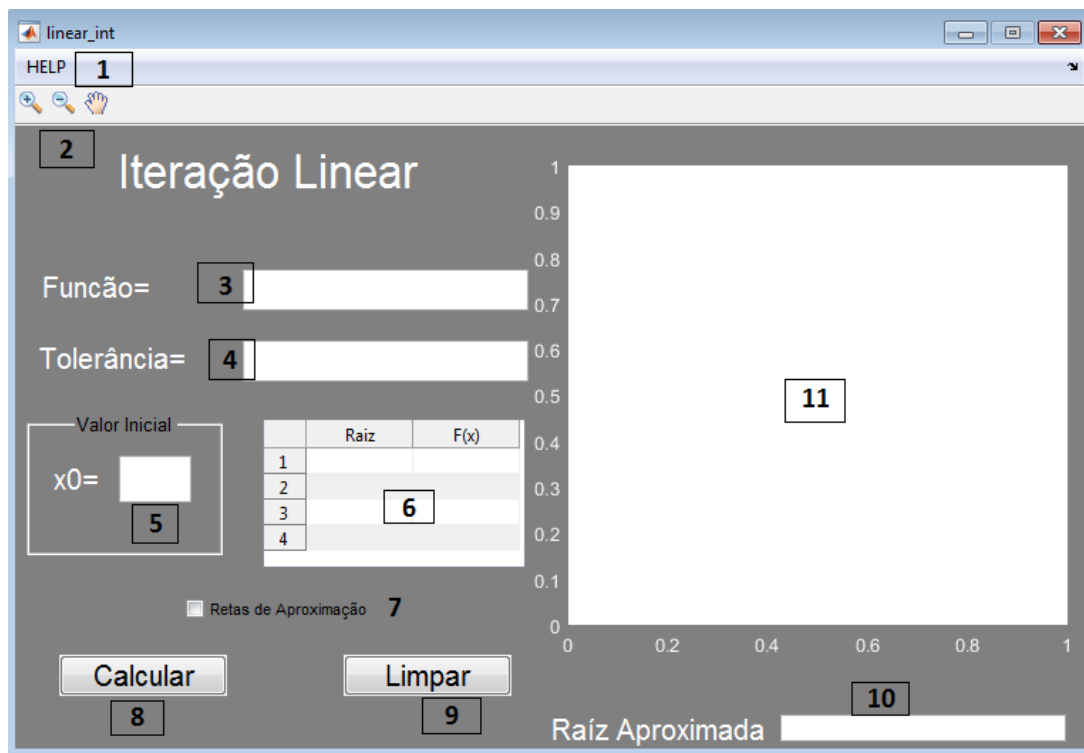 linear_int
HELP 1
2
Iteração Linear
Funcão= 3
Tolerância= 4
Valor Inicial
x0=
5
Raiz F(x)
1
2
3
4
6
Retas de Aproximação 7
Calcular
8
Limpar
9
1
0.9
0.8
0.7
0.6
0.5
0.4
0.3
0.2
0.1
0
0 0.2 0.4 0.6 0.8 1
11
10
Raíz Aproximada